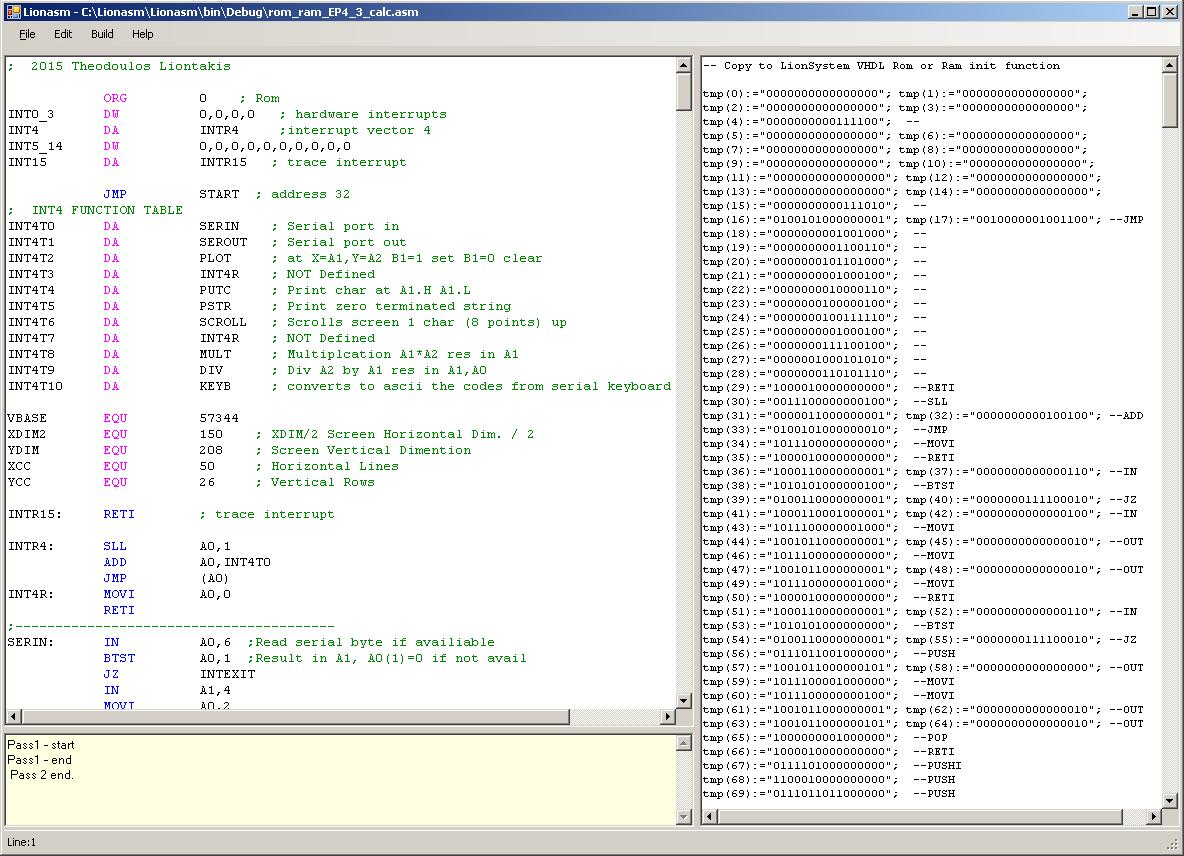 Lionasm - C:\Lionasm\Lionasm\bin\Debug\rom_ram_EP4_3_calc.asm
File Edit Build Help
;  2015 Theodoulos Liontakis
ORG 0 ; Rom
INT0_3 DW 0,0,0,0 ; hardware interrupts
INT4 DA INTR4 ;interrupt vector 4
INT5_14 DW 0,0,0,0,0,0,0,0,0,0
INT15 DA INTR15 ; trace interrupt
JMP START ; address 32
;  INT4 FUNCTION TABLE
INT4T0 DA SERIN ; Serial port in
INT4T1 DA SEROUT ; Serial port out
INT4T2 DA PLOT ; at X=A1,Y=A2 B1=1 set B1=0 clear
INT4T3 DA INT4R ; NOT Defined
INT4T4 DA PUTC ; Print char at A1.H A1.L
INT4T5 DA PSTR ; Print zero terminated string
INT4T6 DA SCROLL ; Scrolls screen 1 char (8 points) up
INT4T7 DA INT4R ; NOT Defined
INT4T8 DA MULT ; Multiplcation A1*A2 res in A1
INT4T9 DA DIV ; Div A2 by A1 res in A1,A0
INT4T10 DA KEYB ; converts to ascii the codes from serial keyboard
VBASE EQU 57344
XDIM2 EQU 150 ; XDIM/2 Screen Horizontal Dim. / 2
YDIM EQU 208 ; Screen Vertical Dimention
XCC EQU 50 ; Horizontal Lines
YCC EQU 26 ; Vertical Rows
INTR15: RETI ; trace interrupt
INTR4: SLL A0,1
ADD A0,INT4T0
JMP (A0)
INT4R: MOVI A0,0
RETI
;----------------------------------------
SERIN: IN A0,6 ;Read serial byte if availiable
BTST A0,1 ;Result in A1, A0(1)=0 if not avail
JZ INTEXIT
IN A1,4
MOVI A0,2
Pass1 - start
Pass1 - end
Pass 2 end.
Line:1
-- Copy to LionSystem VHDL Rom or Ram init function
tmp(0):="0000000000000000"; tmp(1):="0000000000000000";
tmp(2):="0000000000000000"; tmp(3):="0000000000000000";
tmp(4):="0000000000111100";  --
tmp(5):="0000000000000000"; tmp(6):="0000000000000000";
tmp(7):="0000000000000000"; tmp(8):="0000000000000000";
tmp(9):="0000000000000000"; tmp(10):="0000000000000000";
tmp(11):="0000000000000000"; tmp(12):="0000000000000000";
tmp(13):="0000000000000000"; tmp(14):="0000000000000000";
tmp(15):="0000000000111010";  --
tmp(16):="0100010000000001"; tmp(17):="0010000001001100"; --JMP
tmp(18):="0000000001001000";  --
tmp(19):="0000000001100110";  --
tmp(20):="0000000101101000";  --
tmp(21):="0000000001000100";  --
tmp(22):="0000000010000110";  --
tmp(23):="0000000010000100";  --
tmp(24):="0000000100111110";  --
tmp(25):="0000000001000100";  --
tmp(26):="0000000111100100";  --
tmp(27):="0000001000101010";  --
tmp(28):="0000000110101110";  --
tmp(29):="1000010000000000";  --RETI
tmp(30):="0011100000000100";  --SLL
tmp(31):="0000110000000001"; tmp(32):="0000000000100100"; --ADD
tmp(33):="0100010000000010";  --JMP
tmp(34):="1011100000000000";  --MOVI
tmp(35):="1000010000000000";  --RETI
tmp(36):="1000110000000001"; tmp(37):="0000000000000110"; --IN
tmp(38):="1010100000000100";  --BTST
tmp(39):="0100110000000001"; tmp(40):="0000000111100010"; --JZ
tmp(41):="1000110001000001"; tmp(42):="0000000000000100"; --IN
tmp(43):="1011100000001000";  --MOVI
tmp(44):="1001010000000001"; tmp(45):="0000000000000010"; --OUT
tmp(46):="1011100000000000";  --MOVI
tmp(47):="1001010000000001"; tmp(48):="0000000000000010"; --OUT
tmp(49):="1011100000001000";  --MOVI
tmp(50):="1000010000000000";  --RETI
tmp(51):="1000110000000001"; tmp(52):="0000000000000110"; --IN
tmp(53):="1010100000000000";  --BTST
tmp(54):="0100110000000001"; tmp(55):="0000000111100010"; --JZ
tmp(56):="0111011000000000";  --PUSH
tmp(57):="1001011000000101"; tmp(58):="0000000000000000"; --OUT
tmp(59):="1011100001000000";  --MOVI
tmp(60):="1011100000000100";  --MOVI
tmp(61):="1001011000000001"; tmp(62):="0000000000000010"; --OUT
tmp(63):="1001011000000101"; tmp(64):="0000000000000010"; --OUT
tmp(65):="1000000001000000";  --POP
tmp(66):="1000010000000000";  --RETI
tmp(67):="0111101000000000";  --PUSHI
tmp(68):="1100010000000000";  --PUSH
tmp(69):="0111011011000000";  --PUSH